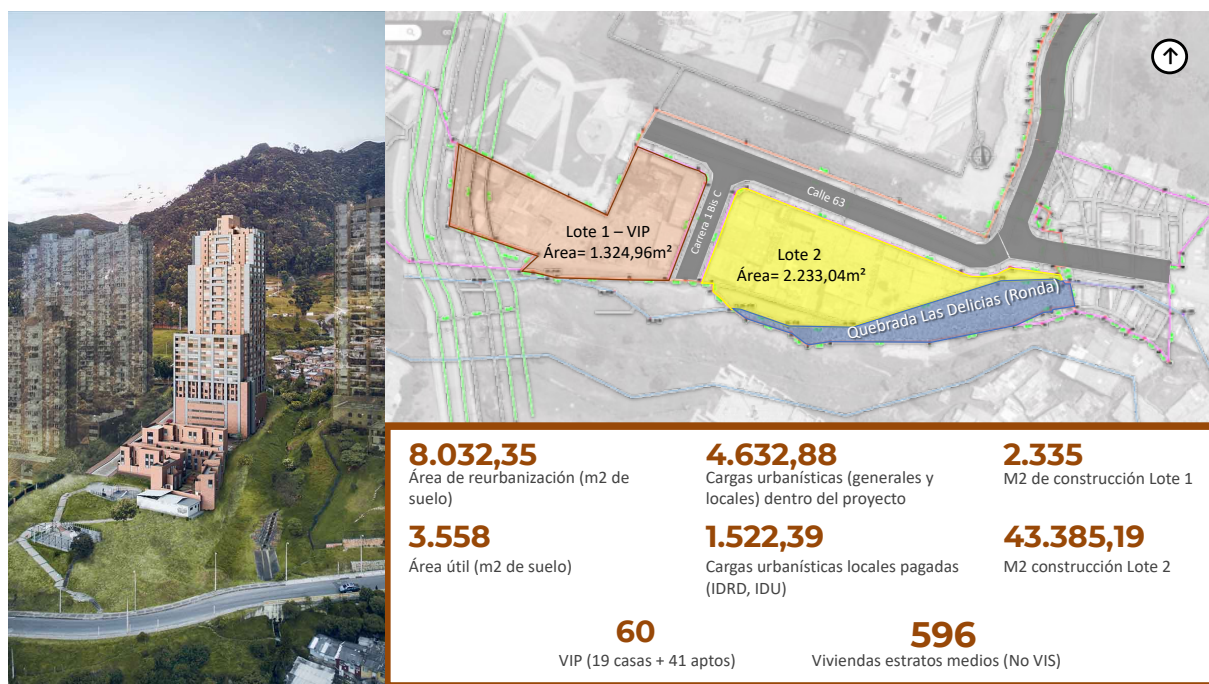 Calle 63
Carrera 1 Bis C
Lote 1 – VIP
Área= 1.324,96m²
Lote 2
Área= 2.233,04m²
Quebrada Las Delicias (Ronda)
8.032,35
Área de reurbanización (m2 de
suelo)
4.632,88
Cargas urbanísticas (generales y
locales) dentro del proyecto
2.335
M2 de construcción Lote 1
3.558
Área útil (m2 de suelo)
1.522,39
Cargas urbanísticas locales pagadas
(IDRD, IDU)
43.385,19
M2 construcción Lote 2
60
VIP (19 casas + 41 aptos)
596
Viviendas estratos medios (No VIS)